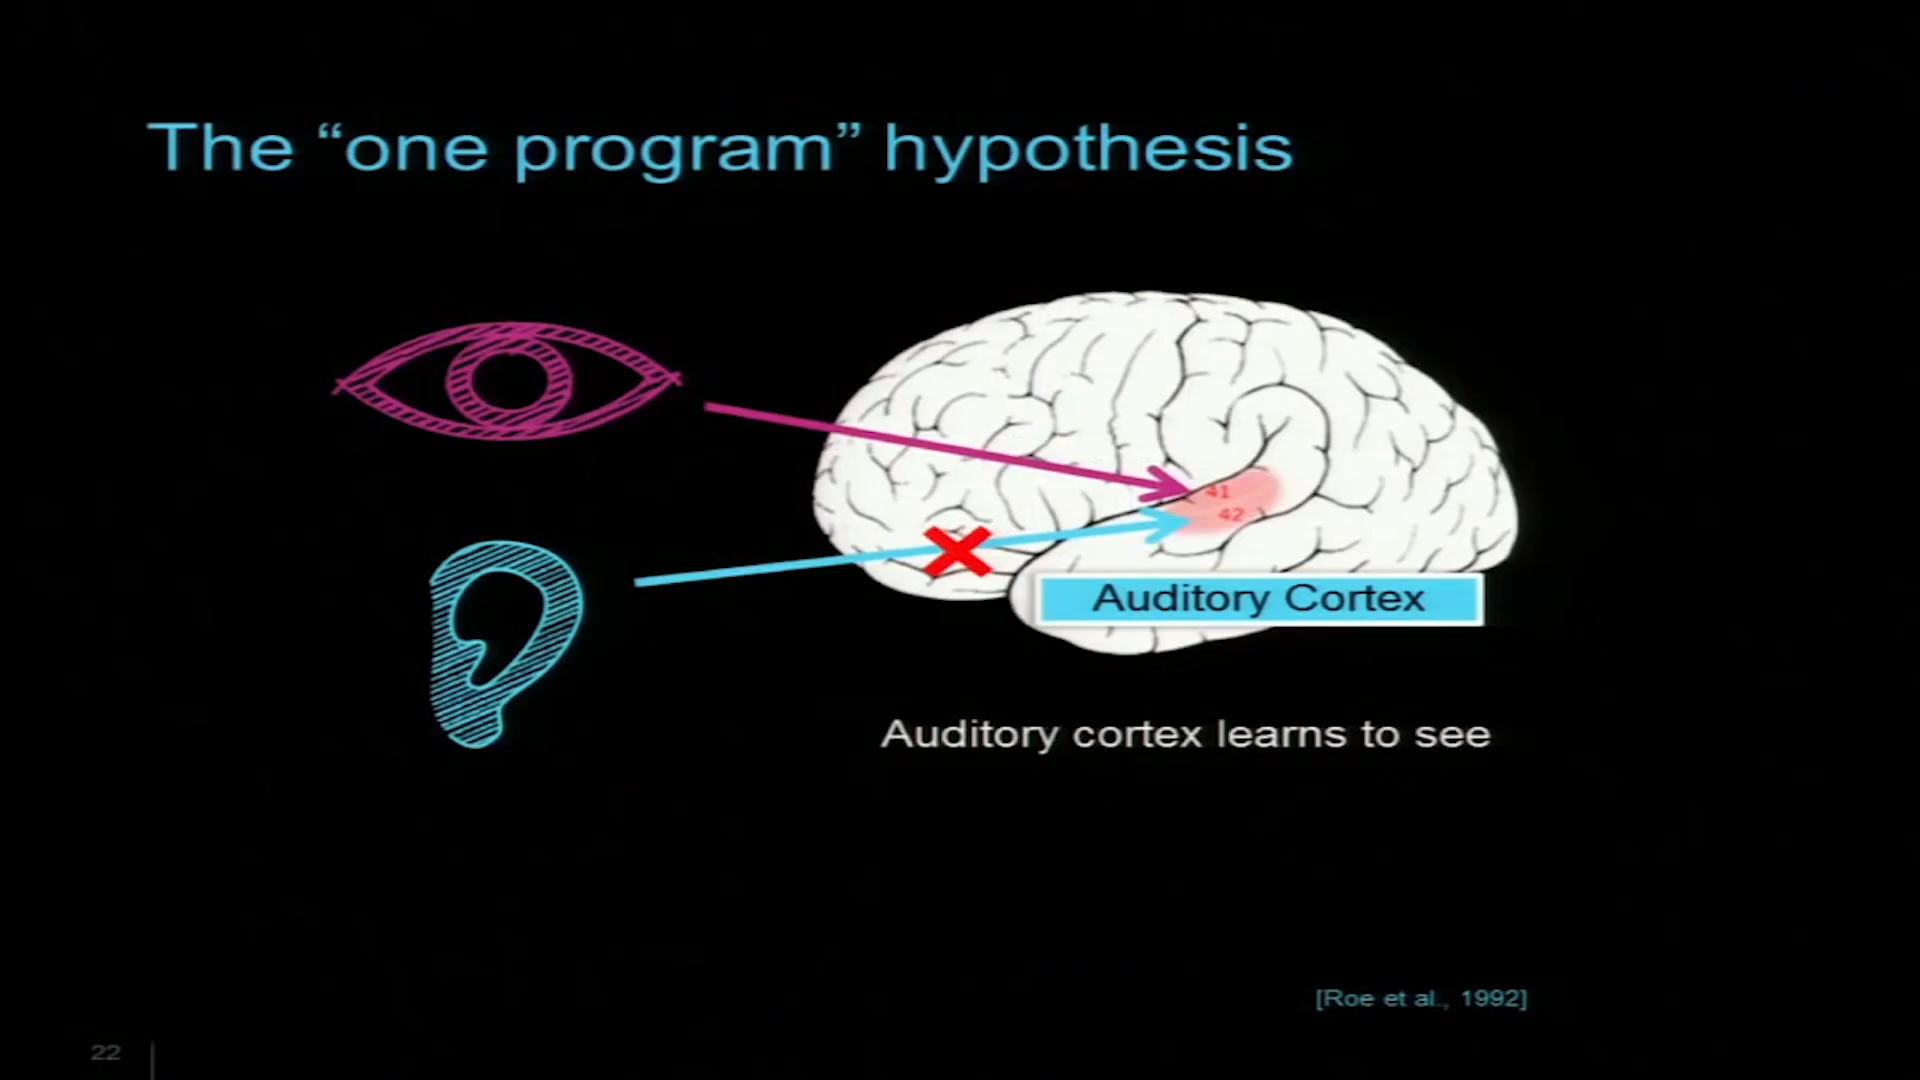 The “one program” hypothesis
41
42
Auditory Cortex
Auditory cortex learns to see
[Roe et al., 1992]
22